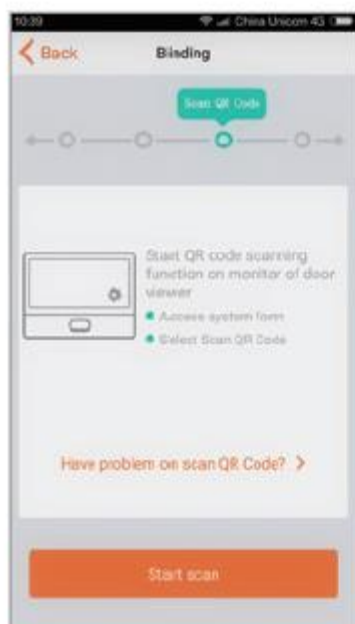 10:39 China Unicom 4G
Back Binding
Scan QR Code
Start QR code scanning
function on monitor of door
viewer
Access system form
Select Scan QR Code
Have problem on scan QR Code? >
Start scan